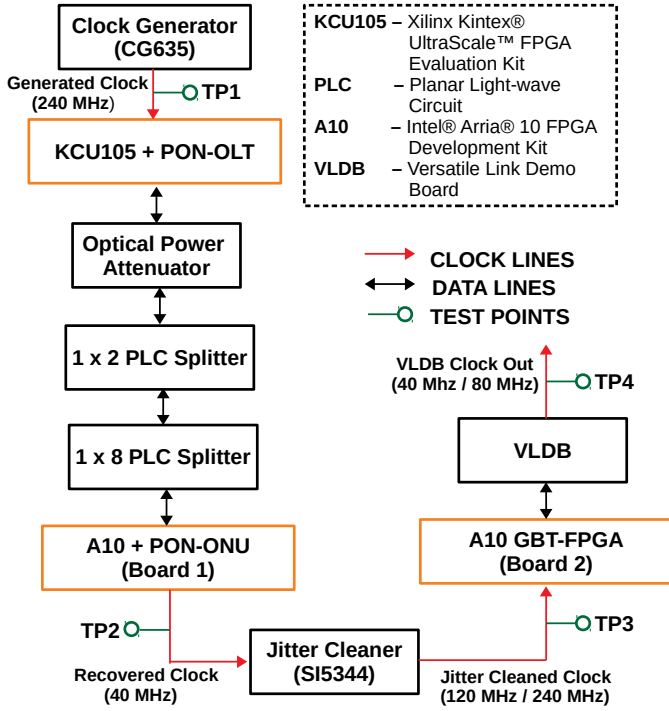 Clock Generator
(CG635)
Generated Clock
(240 MHz)
TP1
KCU105 + PON-OLT
Optical Power
Attenuator
1 x 2 PLC Splitter
1 x 8 PLC Splitter
A10 + PON-ONU
(Board 1)
TP2
Recovered Clock
(40 MHz)
Jitter Cleaner
(SI5344)
Jitter Cleaned Clock
(120 MHz / 240 MHz)
TP3
A10 GBT-FPGA
(Board 2)
VLDB
VLDB Clock Out
(40 Mhz / 80 MHz)
TP4
KCU105 – Xilinx Kintex®
UltraScale™ FPGA
Evaluation Kit
PLC – Planar Light-wave
Circuit
A10 – Intel® Arria® 10 FPGA
Development Kit
VLDB – Versatile Link Demo
Board
CLOCK LINES
DATA LINES
TEST POINTS